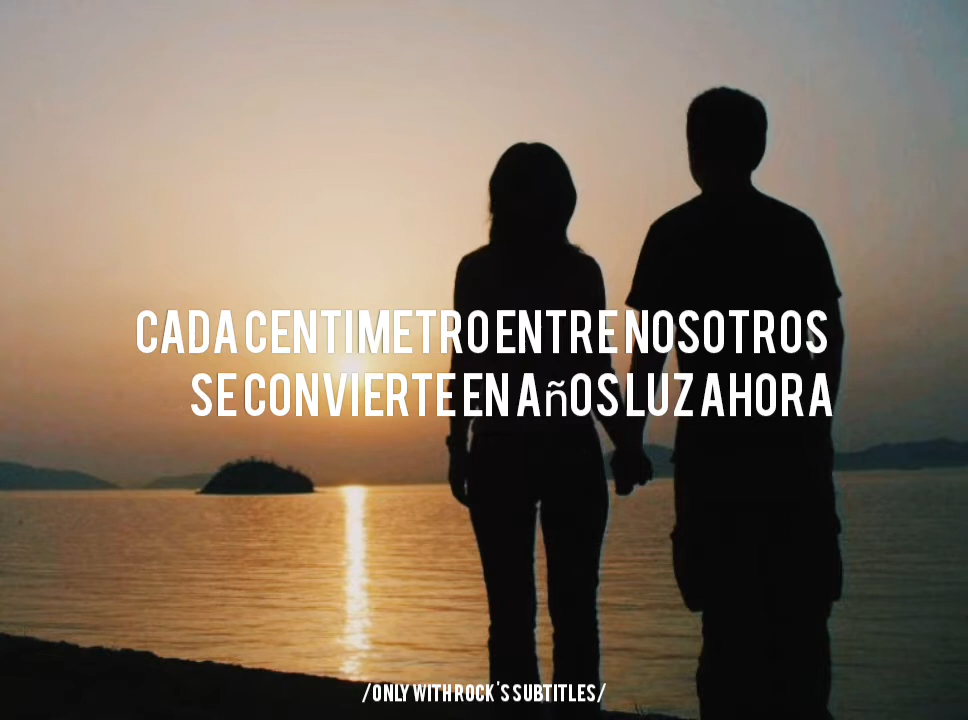 CADA CENTIMETRO ENTRE NOSOTROS
SE CONVIERTE EN AñOS LUZ AHORA
/ONLY WITH ROCK'S SUBTITLES/